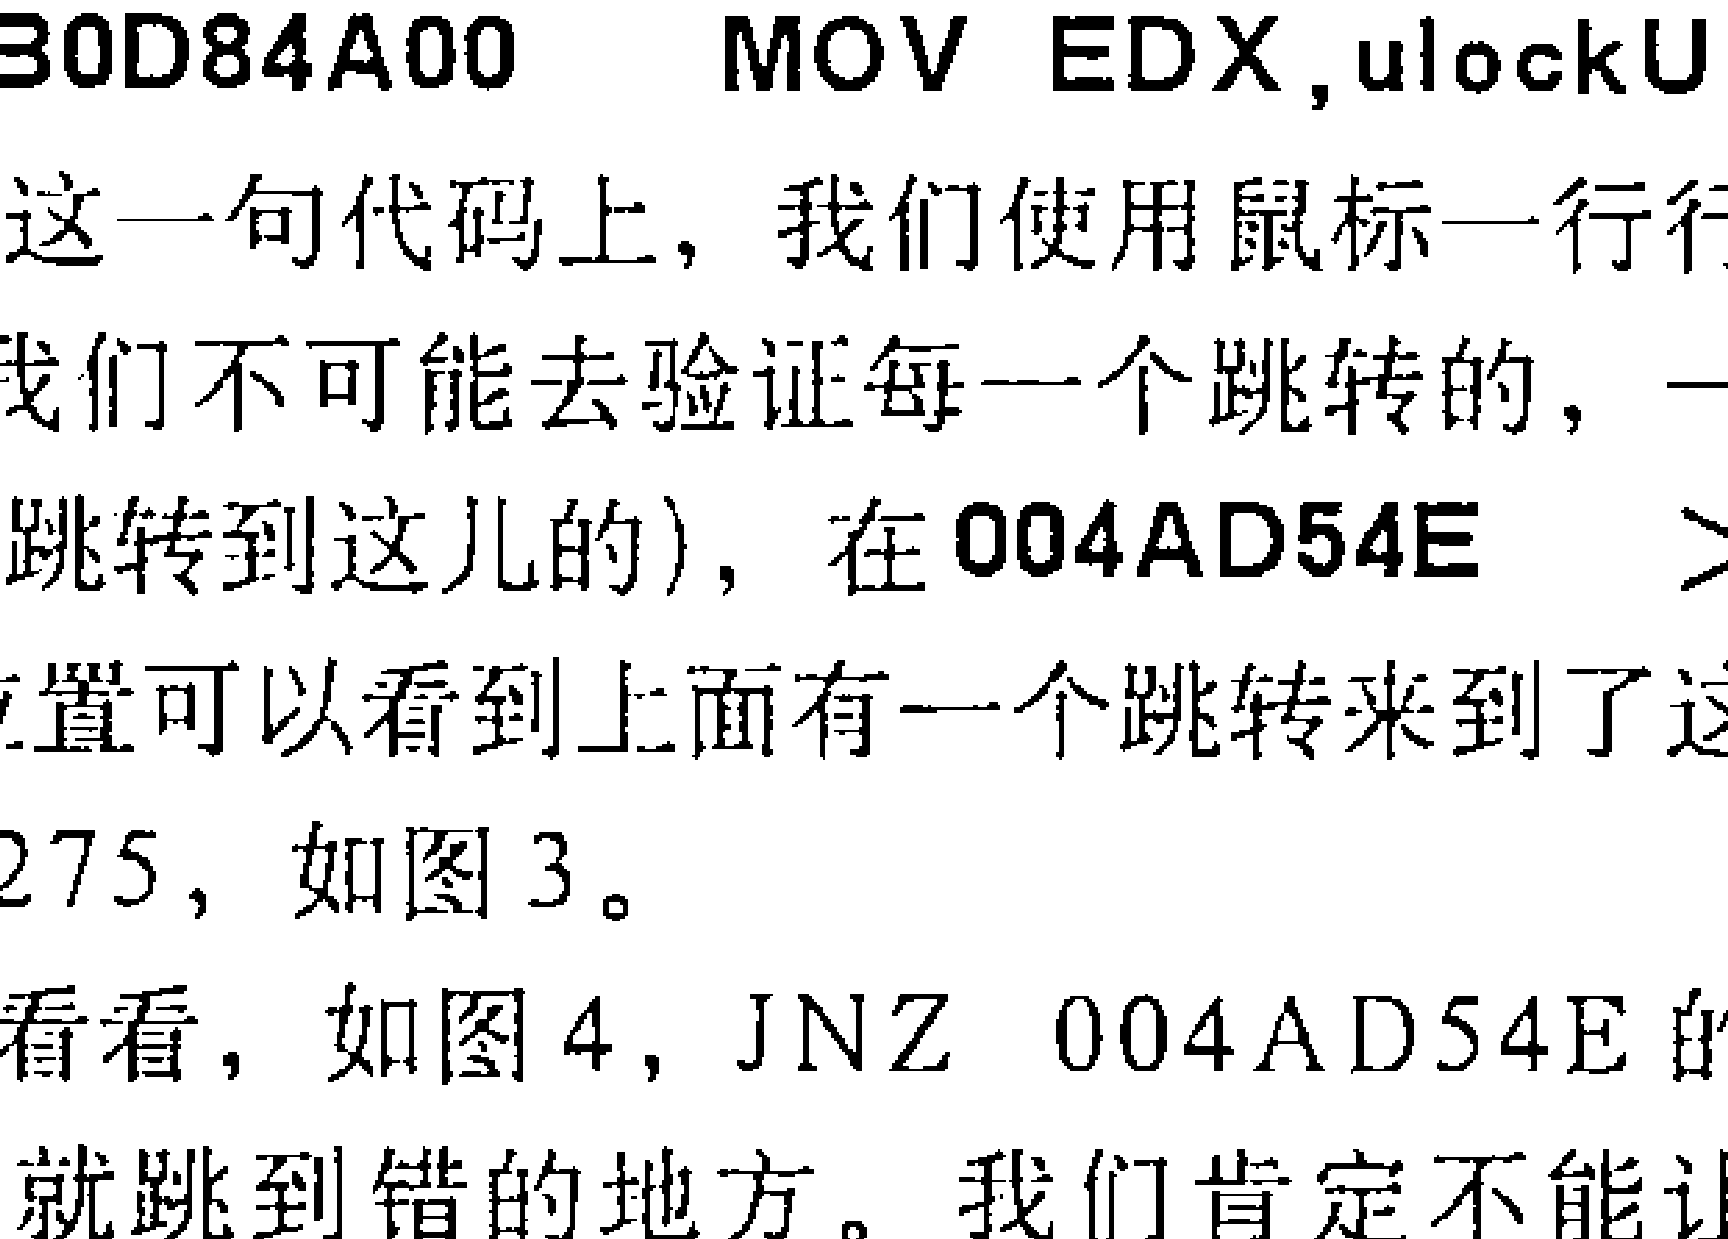 B0D84A00 MOV EDX,ulockU
这一句代码上，我们使用鼠标一行行
我们不可能去验证每一个跳转的，一
跳转到这儿的)，在004AD54E >
位置可以看到上面有一个跳转来到了这
275，如图3。
看看，如图4，JNZ 004AD54E的
就跳到错的地方。我们肯定不能让